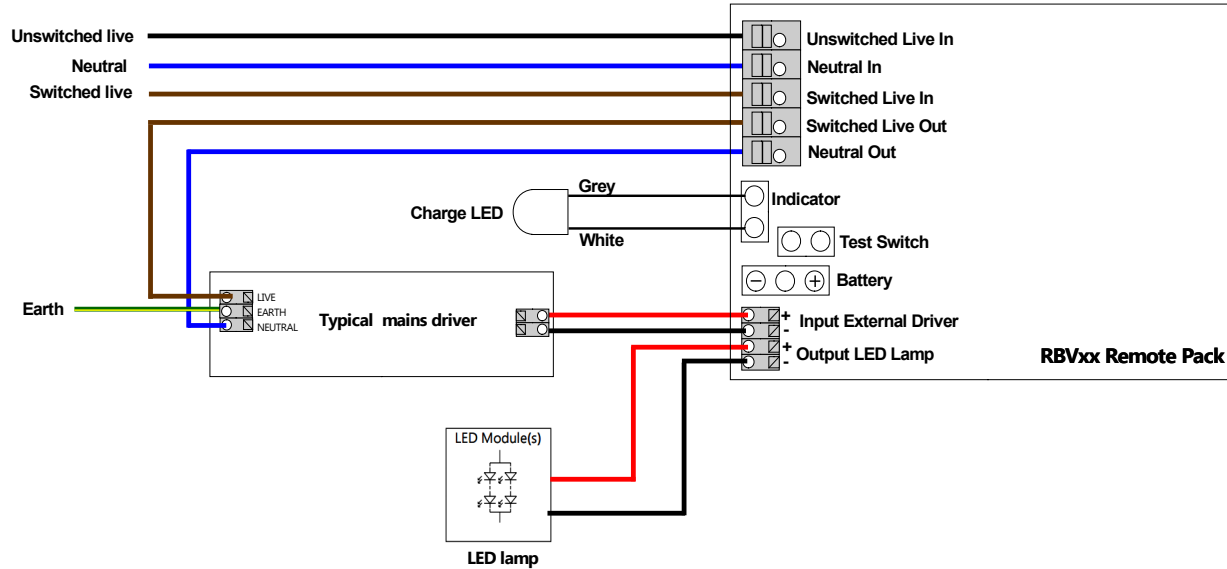 Unswitched live
Unswitched Live In
Neutral
Neutral In
Switched live
Switched Live In
Switched Live Out
Neutral Out
Grey
Indicator
Charge LED
White
Test Switch
Battery
− +
LIVE
Earth
EARTH
NEUTRAL
Typical mains driver
+
- Input External Driver
+
- Output LED Lamp
RBVxx Remote Pack
LED Module(s)
LED lamp